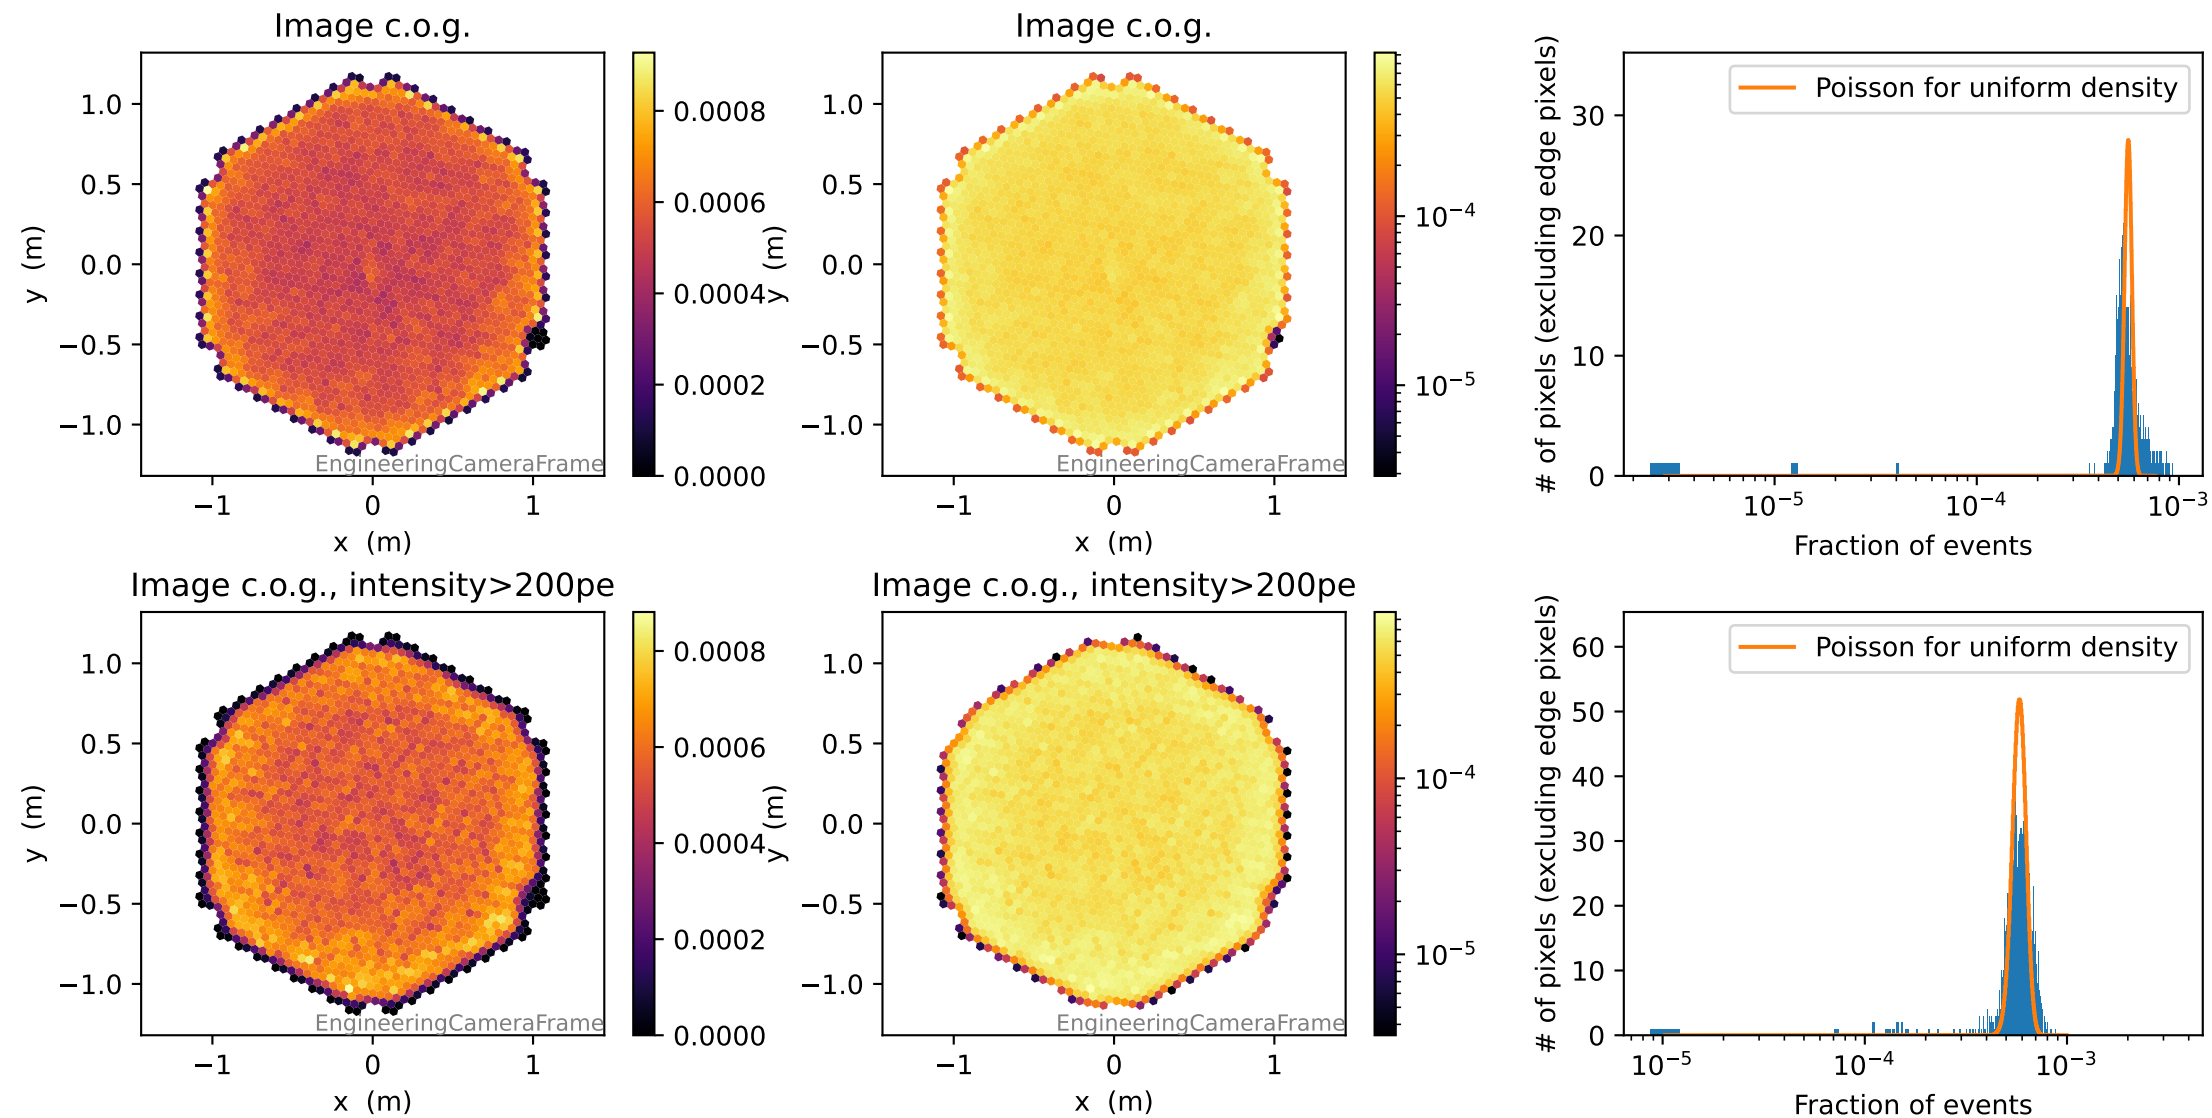 Image c.o.g.
y (m)
1.0
0.5
0.0
−0.5
−1.0
−1
0
1
x (m)
EngineeringCameraFrame
0.0008
0.0006
0.0004
0.0002
0.0000
Image c.o.g.
y (m)
1.0
0.5
0.0
−0.5
−1.0
−1
0
1
x (m)
EngineeringCameraFrame
10⁻⁴
10⁻⁵
# of pixels (excluding edge pixels)
30
20
10
0
Poisson for uniform density
10⁻⁵
10⁻⁴
10⁻³
Fraction of events
Image c.o.g., intensity>200pe
y (m)
1.0
0.5
0.0
−0.5
−1.0
−1
0
1
x (m)
EngineeringCameraFrame
0.0008
0.0006
0.0004
0.0002
0.0000
Image c.o.g., intensity>200pe
y (m)
1.0
0.5
0.0
−0.5
−1.0
−1
0
1
x (m)
EngineeringCameraFrame
10⁻⁴
10⁻⁵
# of pixels (excluding edge pixels)
60
50
40
30
20
10
0
Poisson for uniform density
10⁻⁵
10⁻⁴
10⁻³
Fraction of events